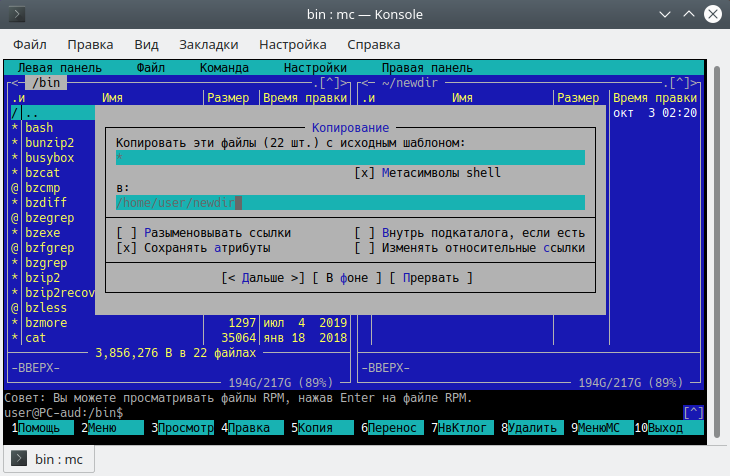 bin : mc — Konsole
Файл Правка Вид Закладки Настройка Справка
Левая панель Файл Команда Настройки Правая панель
<— /bin .[^]> <— ~/newdir .[^]>
.и Имя Размер Время правки .и Имя Размер Время правки
/ .. окт 3 02:20
* bash
* bunzip2
* busybox
* bzcat
@ bzcmp
* bzdiff
@ bzegrep
* bzexe
@ bzfgrep
* bzgrep
* bzip2
* bzip2recov
@ bzless
* bzmore 1297 июл 4 2019
* cat 35064 янв 18 2018
Копирование
Копировать эти файлы (22 шт.) с исходным шаблоном:
*
[x] Метасимволы shell
в:
/home/user/newdir
[ ] Разыменовывать ссылки [ ] Внутрь подкаталога, если есть
[x] Сохранять атрибуты [ ] Изменять относительные ссылки
[< Дальше >] [ В фоне ] [ Прервать ]
3,856,276 B в 22 файлах
-ВВЕРХ- -ВВЕРХ-
194G/217G (89%) 194G/217G (89%)
Совет: Вы можете просматривать файлы RPM, нажав Enter на файле RPM.
user@PC-aud:/bin$ [^]
1Помощь 2Меню 3Просмотр 4Правка 5Копия 6Перенос 7НвКтлог 8Удалить 9МенюМС 10Выход
bin : mc